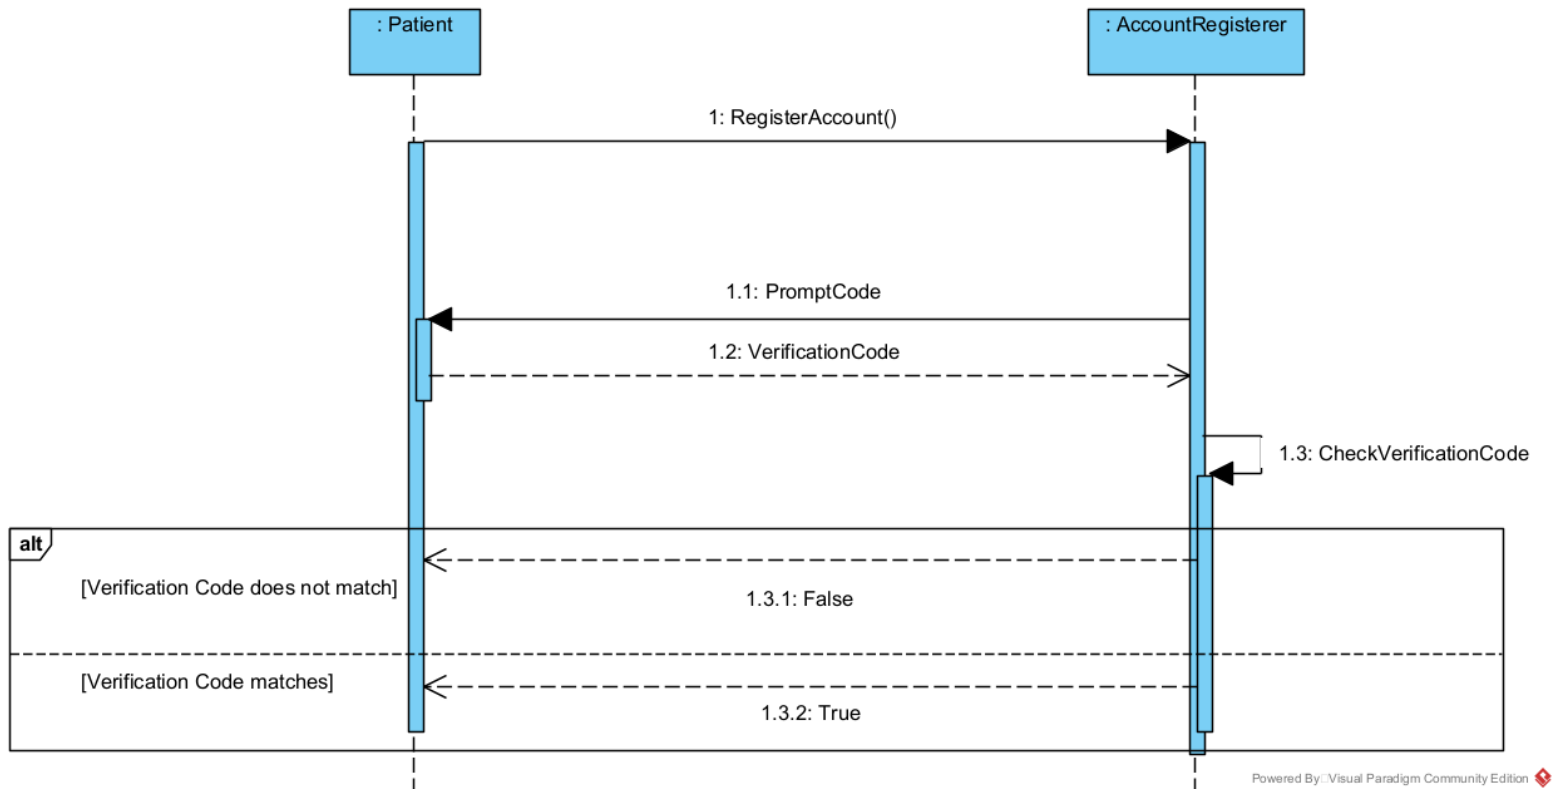 : Patient
: AccountRegisterer
1: RegisterAccount()
1.1: PromptCode
1.2: VerificationCode
1.3: CheckVerificationCode
alt
[Verification Code does not match]
1.3.1: False
[Verification Code matches]
1.3.2: True
Powered By Visual Paradigm Community Edition